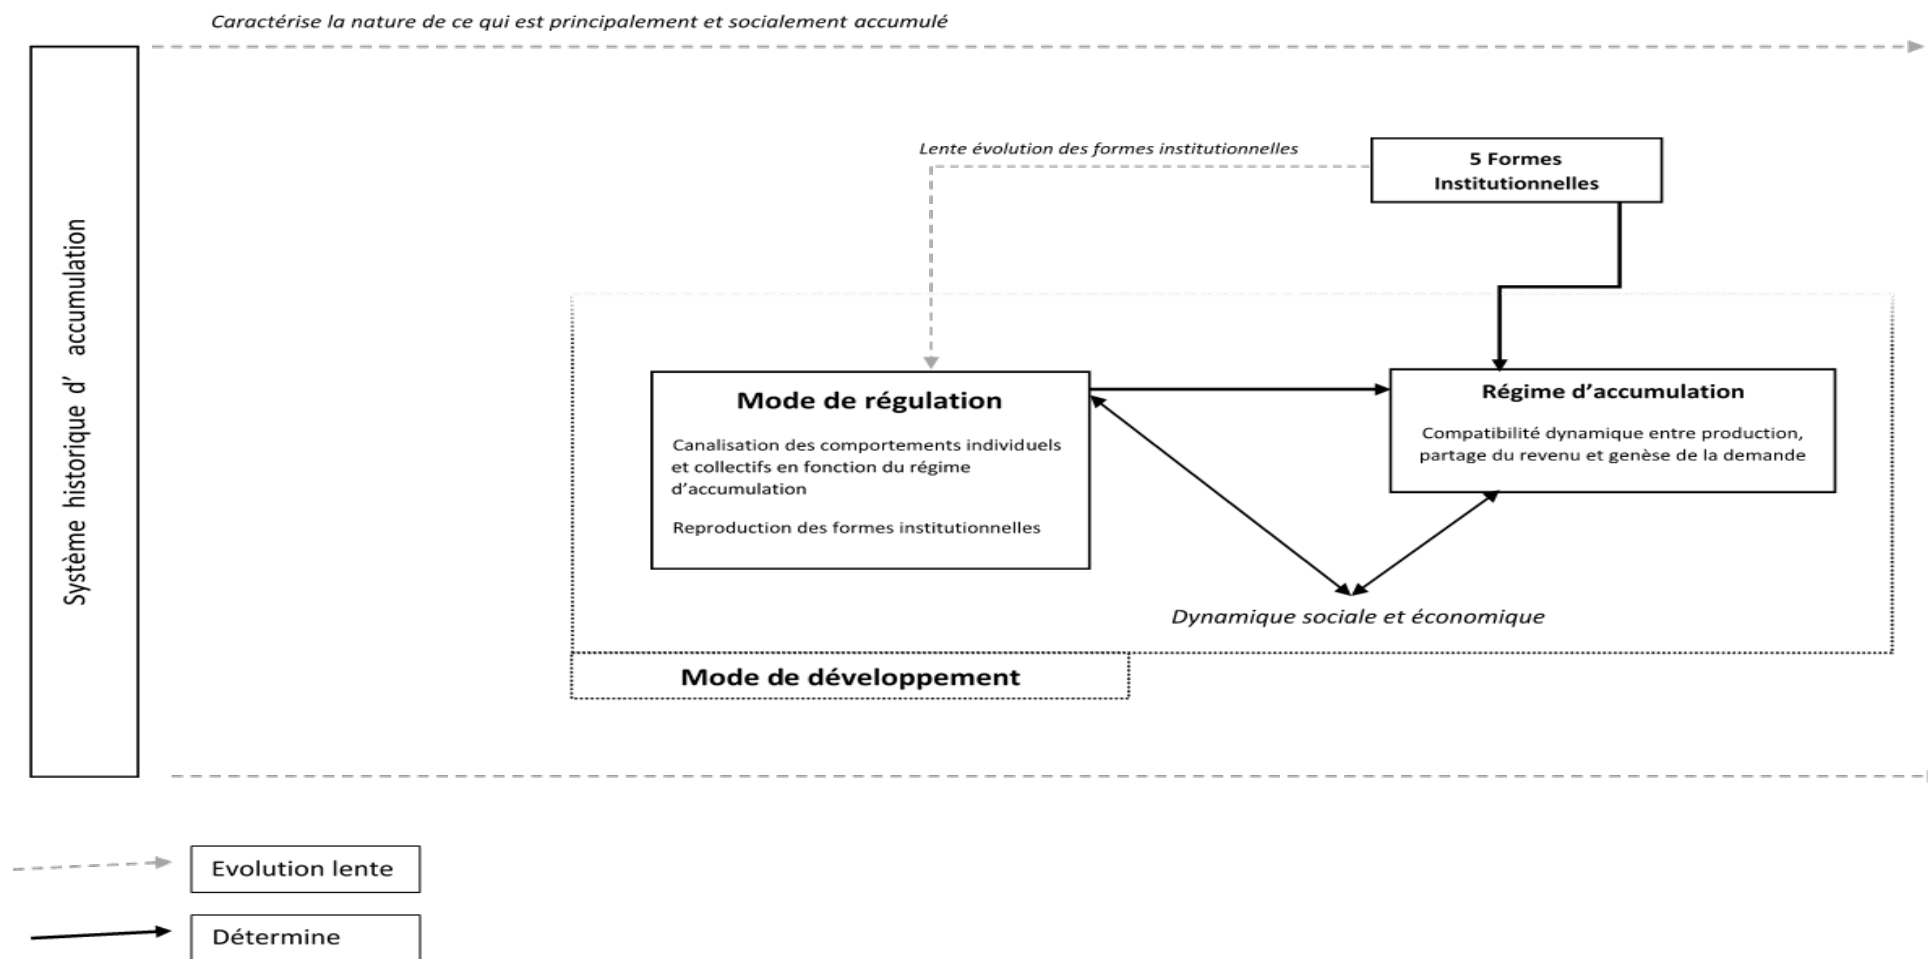 Caractérise la nature de ce qui est principalement et socialement accumulé
Système historique d' accumulation
Lente évolution des formes institutionnelles
5 Formes
Institutionnelles
Mode de régulation
Canalisation des comportements individuels
et collectifs en fonction du régime
d’accumulation
Reproduction des formes institutionnelles
Régime d’accumulation
Compatibilité dynamique entre production,
partage du revenu et genèse de la demande
Dynamique sociale et économique
Mode de développement
Evolution lente
Détermine